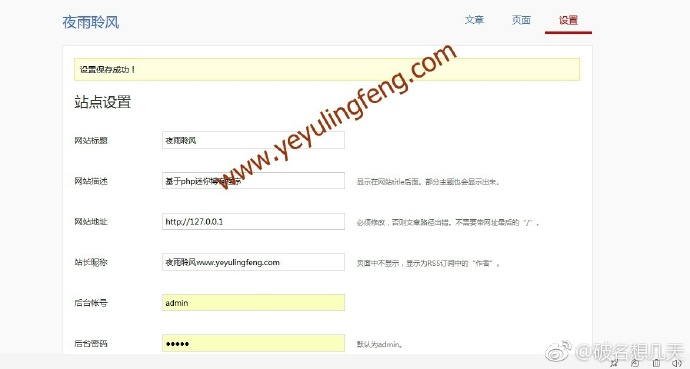 夜雨聆风
文章 页面 设置
设置保存成功！
站点设置
www.yeyulingfeng.com
网站标题 夜雨聆风
网站描述 基于php迷你博客程序 显示在网站title后面。部分主题也会显示出来。
网站地址 http://127.0.0.1 必须修改，否则文章路径出错。不需要带网址最后的“/”。
站长昵称 夜雨聆风www.yeyulingfeng.com 页面中不显示，显示为RSS订阅中的“作者”。
后台帐号 admin
后台密码 ●●●●● 默认为admin。
@破名想几天